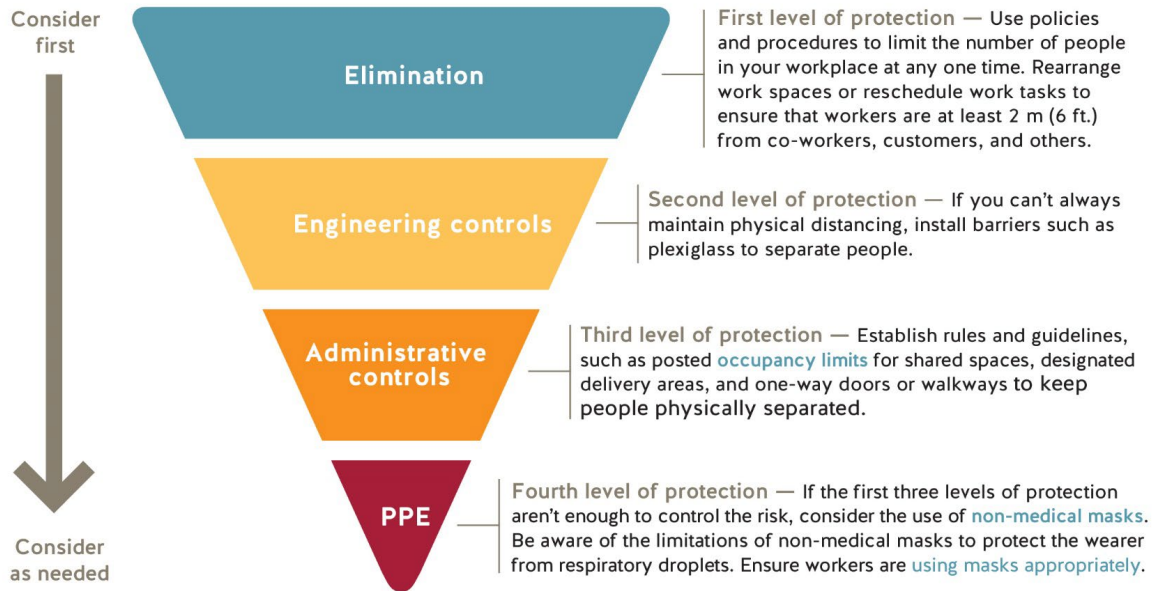 Consider
first
Elimination
First level of protection — Use policies
and procedures to limit the number of people
in your workplace at any one time. Rearrange
work spaces or reschedule work tasks to
ensure that workers are at least 2 m (6 ft.)
from co-workers, customers, and others.
Engineering controls
Second level of protection — If you can’t always
maintain physical distancing, install barriers such as
plexiglass to separate people.
Administrative
controls
Third level of protection — Establish rules and guidelines,
such as posted occupancy limits for shared spaces, designated
delivery areas, and one-way doors or walkways to keep
people physically separated.
PPE
Fourth level of protection — If the first three levels of protection
aren’t enough to control the risk, consider the use of non-medical masks.
Be aware of the limitations of non-medical masks to protect the wearer
from respiratory droplets. Ensure workers are using masks appropriately.
Consider
as needed